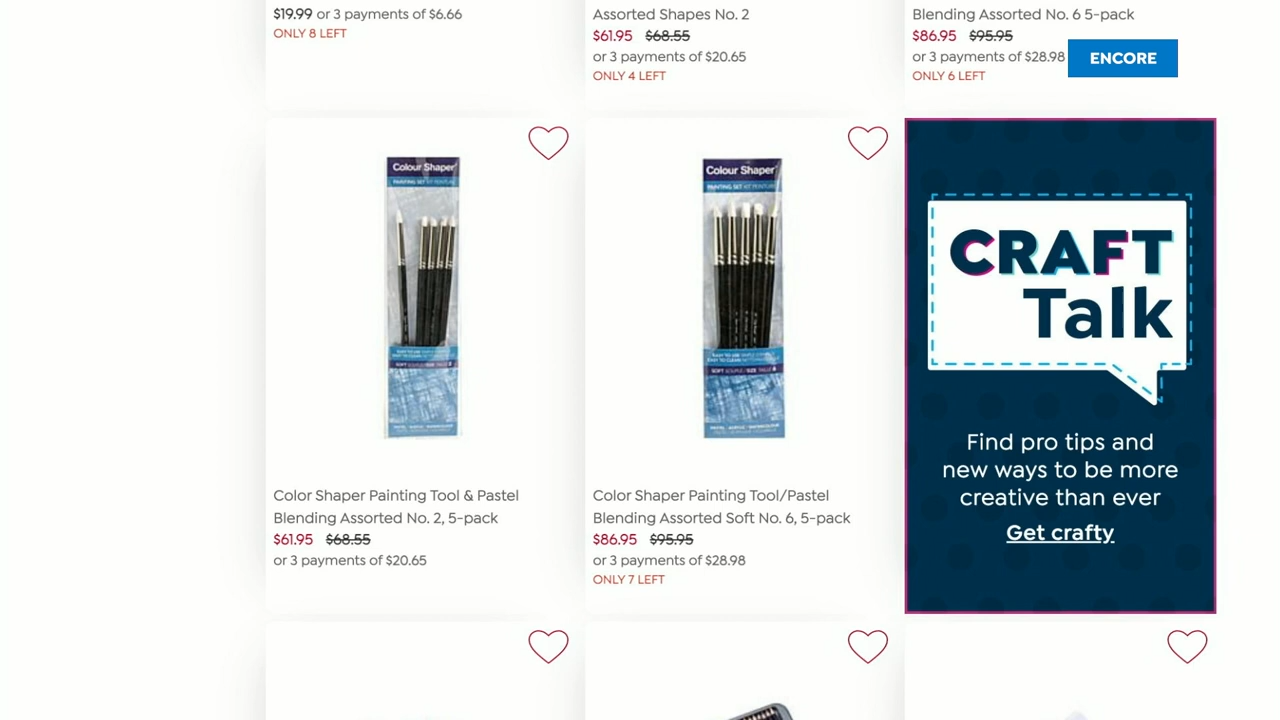 $19.99 or 3 payments of $6.66
ONLY 8 LEFT
Assorted Shapes No. 2
$61.95 $68.55
or 3 payments of $20.65
ONLY 4 LEFT
Blending Assorted No. 6 5-pack
$86.95 $95.95
or 3 payments of $28.98
ONLY 6 LEFT
ENCORE
Colour Shaper
PAINTING SET
Color Shaper Painting Tool & Pastel
Blending Assorted No. 2, 5-pack
$61.95 $68.55
or 3 payments of $20.65
Colour Shaper
PAINTING SET
Color Shaper Painting Tool/Pastel
Blending Assorted Soft No. 6, 5-pack
$86.95 $95.95
or 3 payments of $28.98
ONLY 7 LEFT
CRAFT
Talk
Find pro tips and
new ways to be more
creative than ever
Get crafty